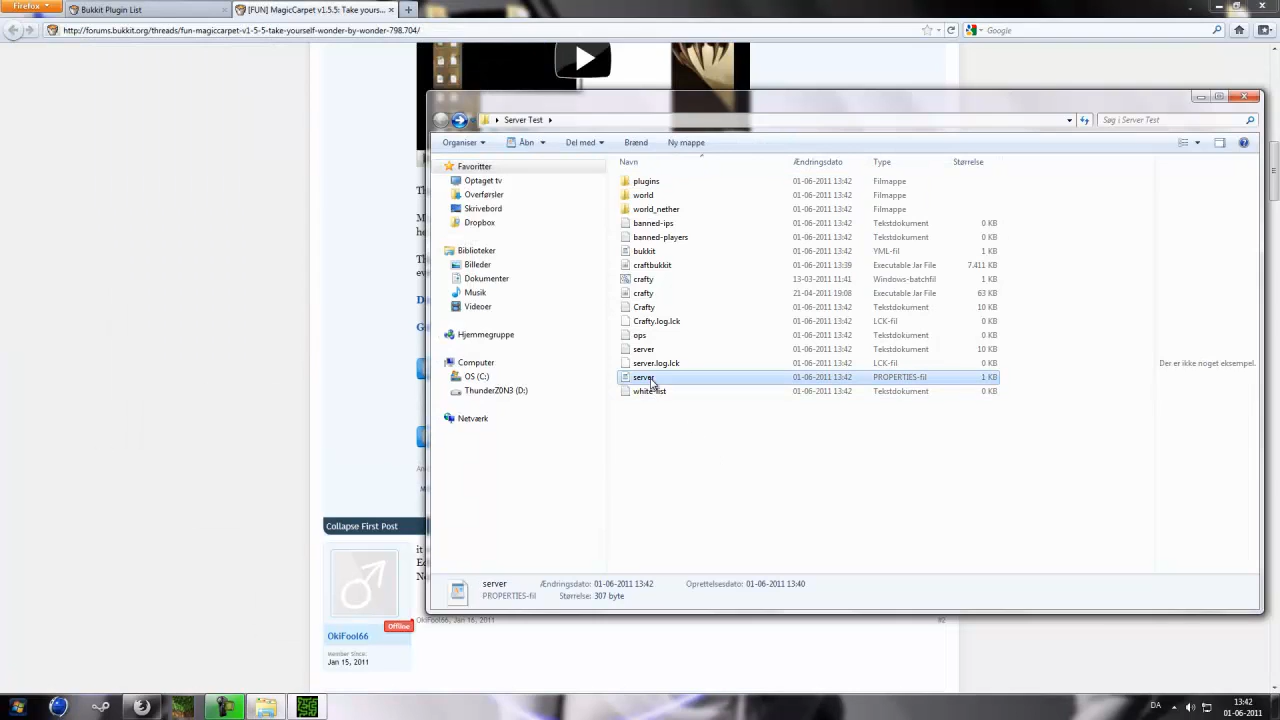 Firefox
Bukkit Plugin List
[FUN] MagicCarpet v1.5.5: Take yours...
http://forums.bukkit.org/threads/fun-magiccarpet-v1-5-5-take-yourself-wonder-by-wonder-798.704/
Google
Server Test
Søg i Server Test
Organiser
Åbn
Del med
Brænd
Ny mappe
Favoritter
Optaget tv
Overførsler
Skrivebord
Dropbox
Biblioteker
Billeder
Dokumenter
Musik
Videoer
Hjemmegruppe
Computer
OS (C:)
ThunderZ0N3 (D:)
Netværk
Navn Ændringsdato Type Størrelse
plugins 01-06-2011 13:42 Filmappe
world 01-06-2011 13:42 Filmappe
world_nether 01-06-2011 13:42 Filmappe
banned-ips 01-06-2011 13:42 Tekstdokument 0 KB
banned-players 01-06-2011 13:42 Tekstdokument 0 KB
bukkit 01-06-2011 13:42 YML-fil 1 KB
craftbukkit 01-06-2011 13:39 Executable Jar File 7.411 KB
crafty 13-03-2011 11:41 Windows-batchfil 1 KB
crafty 21-04-2011 19:08 Executable Jar File 63 KB
Crafty 01-06-2011 13:42 Tekstdokument 10 KB
Crafty.log.lck 01-06-2011 13:42 LCK-fil 0 KB
ops 01-06-2011 13:42 Tekstdokument 0 KB
server 01-06-2011 13:42 Tekstdokument 10 KB
server.log.lck 01-06-2011 13:42 LCK-fil 0 KB
server 01-06-2011 13:42 PROPERTIES-fil 1 KB
white-list 01-06-2011 13:42 Tekstdokument 0 KB
Der er ikke noget eksempel.
server Ændringsdato: 01-06-2011 13:42 Oprettelsesdato: 01-06-2011 13:40
PROPERTIES-fil Størrelse: 307 byte
Collapse First Post
it
Offline
OkiFool66, Jan 16, 2011
#2
OkiFool66
Member Since:
Jan 15, 2011
DA
13:42
01-06-2011